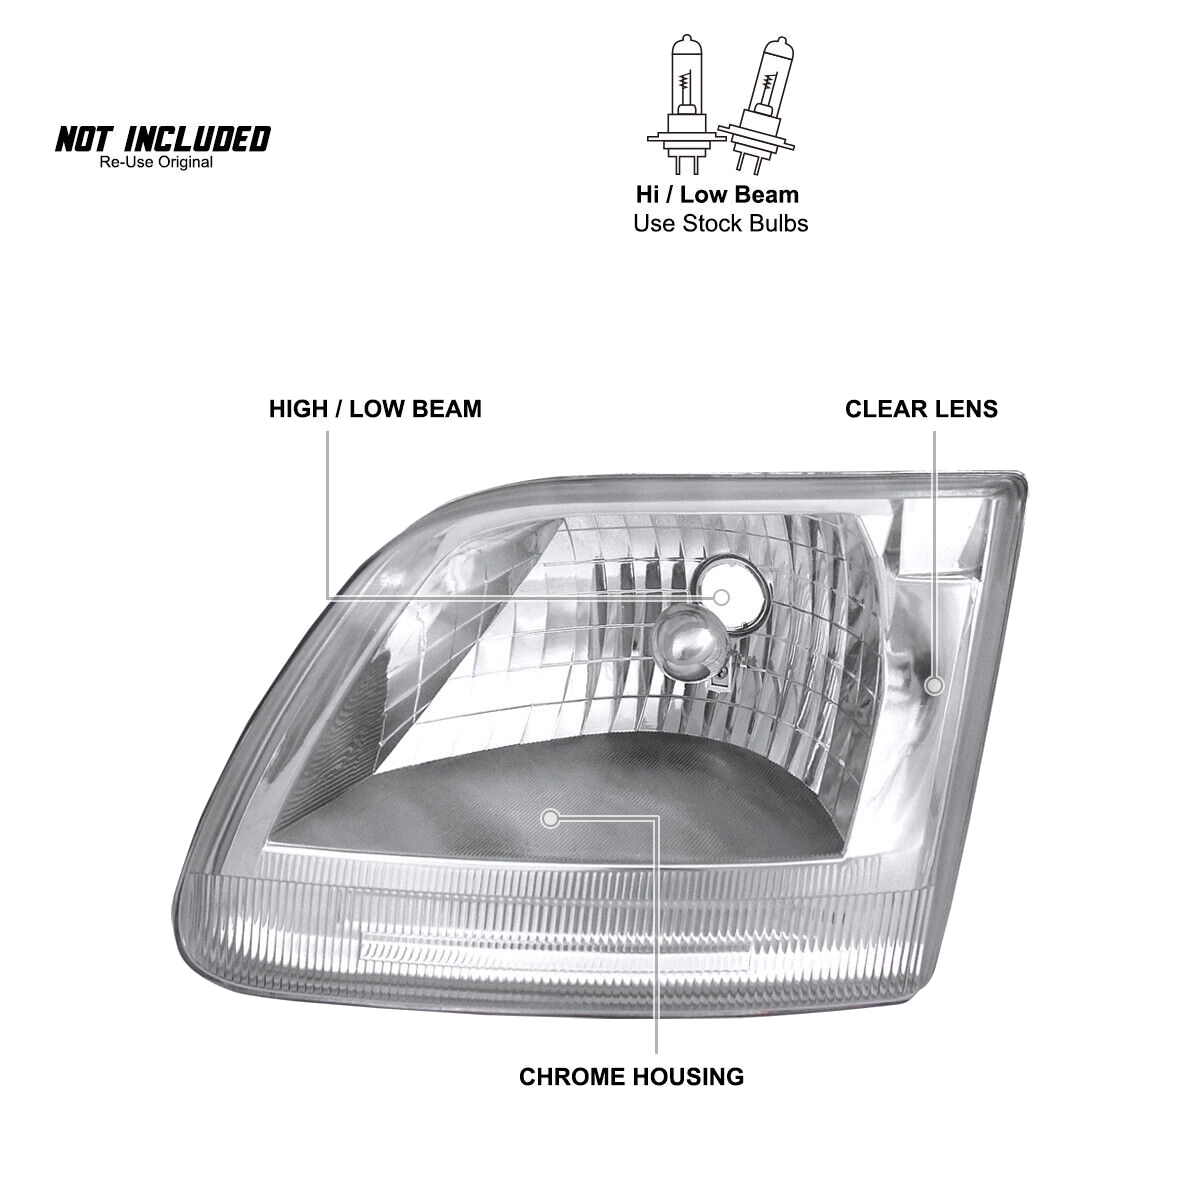 NOT INCLUDED
Re-Use Original
Hi / Low Beam
Use Stock Bulbs
HIGH / LOW BEAM
CLEAR LENS
CHROME HOUSING